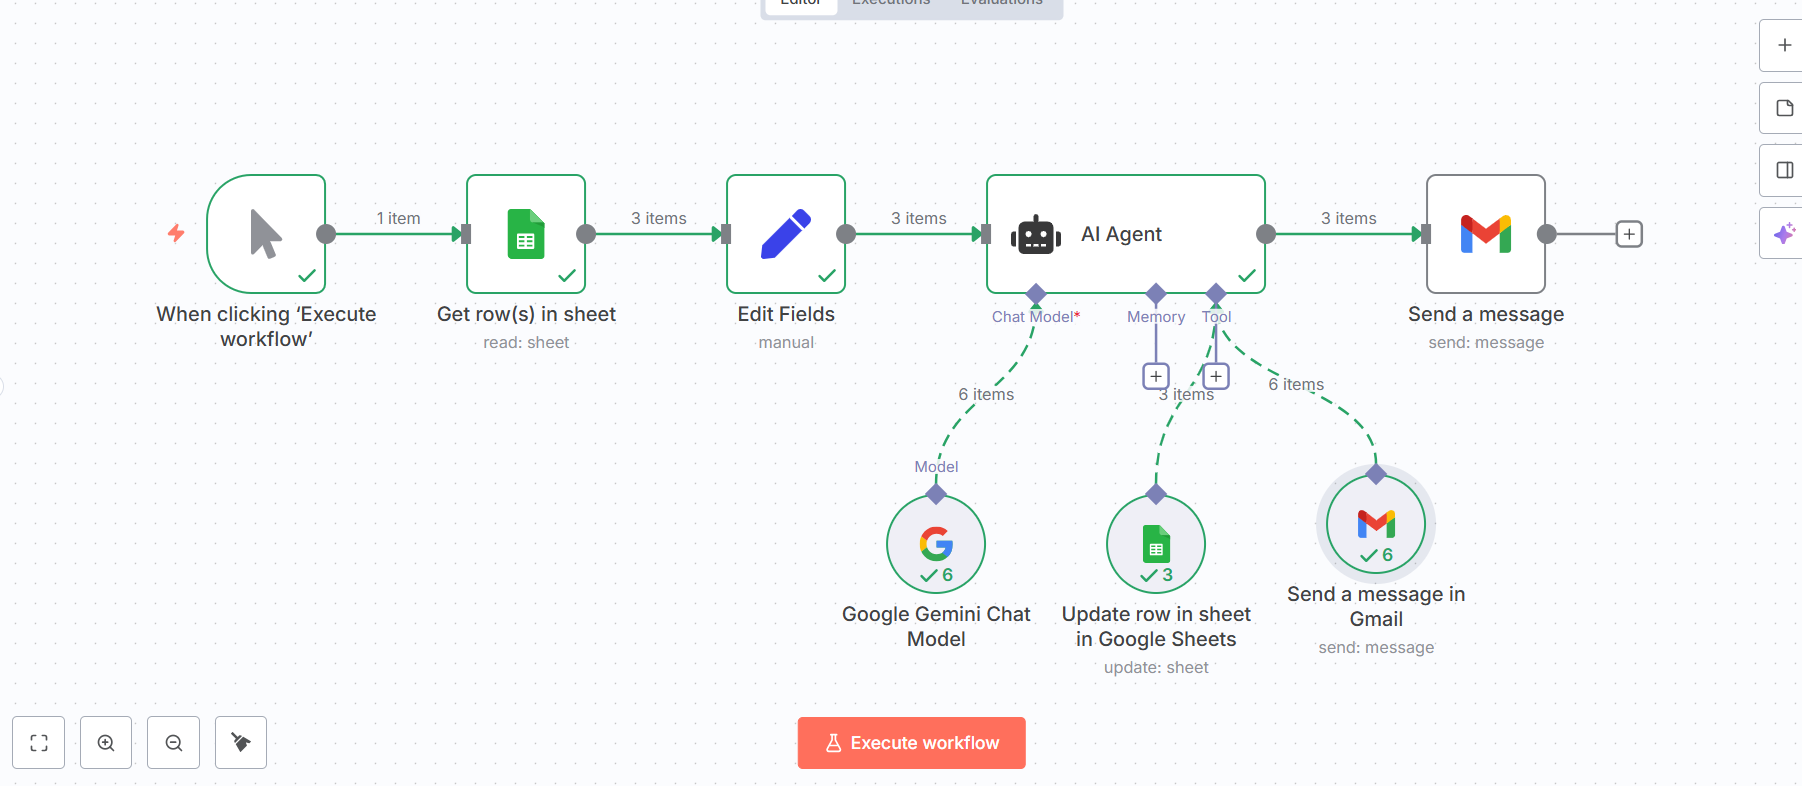 Editor Executions Evaluations
1 item
3 items
3 items
3 items
AI Agent
When clicking ‘Execute
workflow’
Get row(s) in sheet
read: sheet
Edit Fields
manual
Chat Model*
Memory
Tool
Send a message
send: message
6 items
3 items
6 items
Model
6
3
6
Google Gemini Chat
Model
Update row in sheet
in Google Sheets
update: sheet
Send a message in
Gmail
send: message
Execute workflow